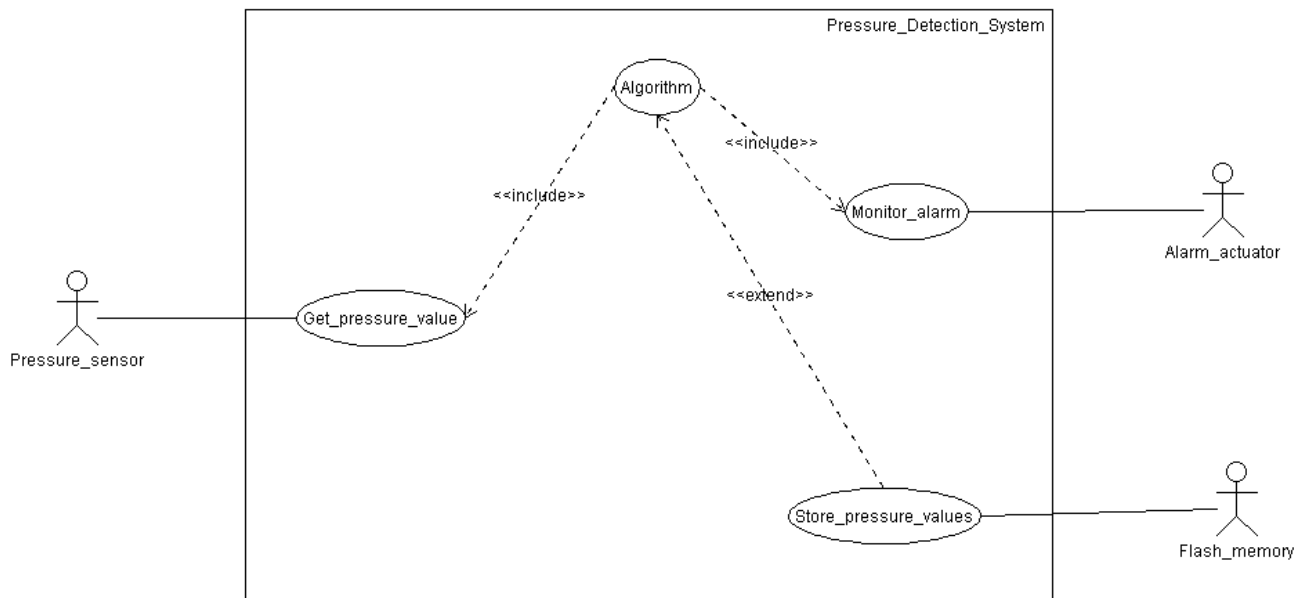 Pressure_Detection_System
Algorithm
<<include>>
<<include>>
Monitor_alarm
Alarm_actuator
<<extend>>
Get_pressure_value
Pressure_sensor
Store_pressure_values
Flash_memory